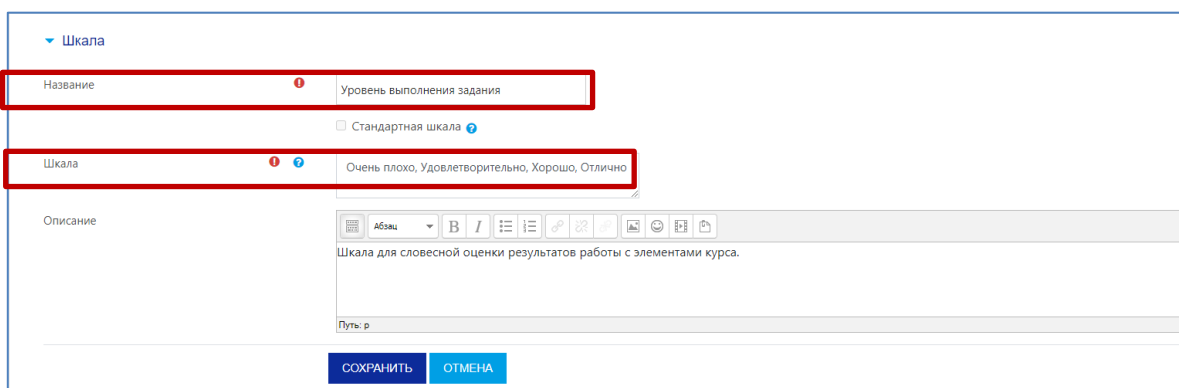 Шкала
Название
Уровень выполнения задания
Стандартная шкала
Шкала
Очень плохо, Удовлетворительно, Хорошо, Отлично
Описание
Абзац B I
Шкала для словесной оценки результатов работы с элементами курса.
Путь: p
СОХРАНИТЬ ОТМЕНА